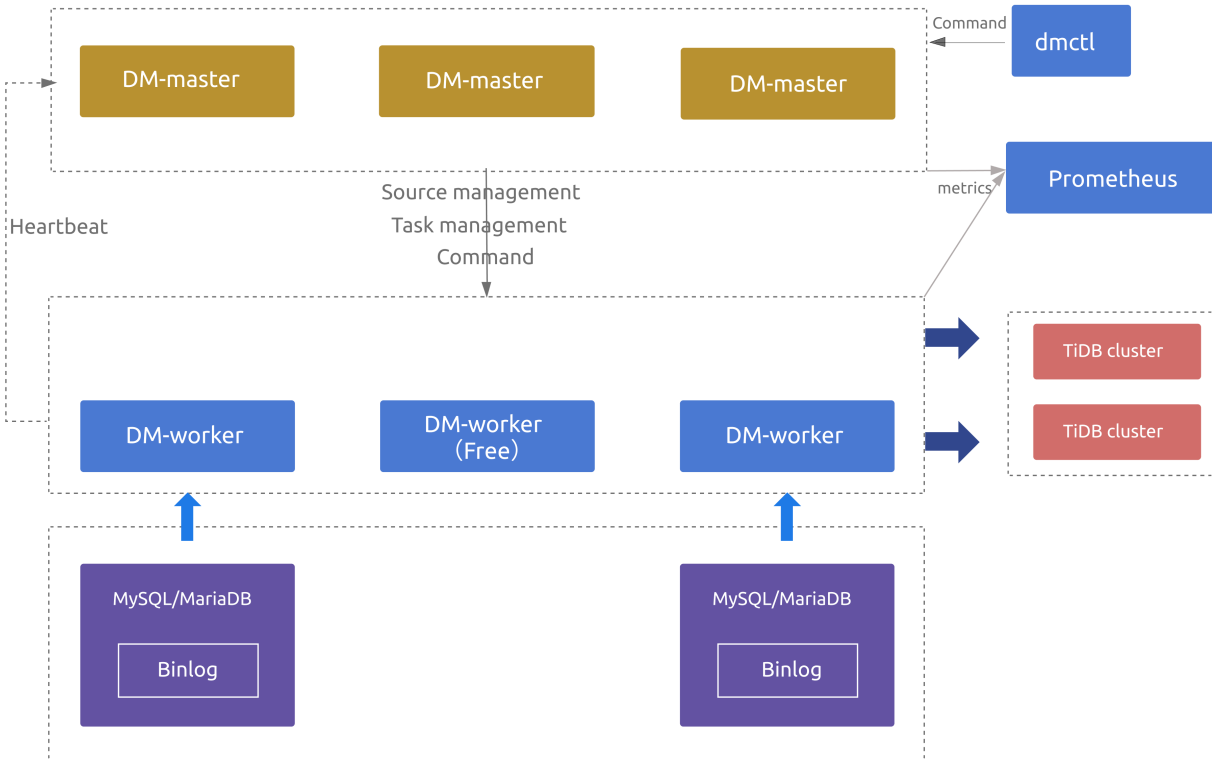 Command
dmctl
DM-master
DM-master
DM-master
metrics
Prometheus
Source management
Task management
Command
Heartbeat
DM-worker
DM-worker
（Free）
DM-worker
TiDB cluster
TiDB cluster
MySQL/MariaDB
Binlog
MySQL/MariaDB
Binlog